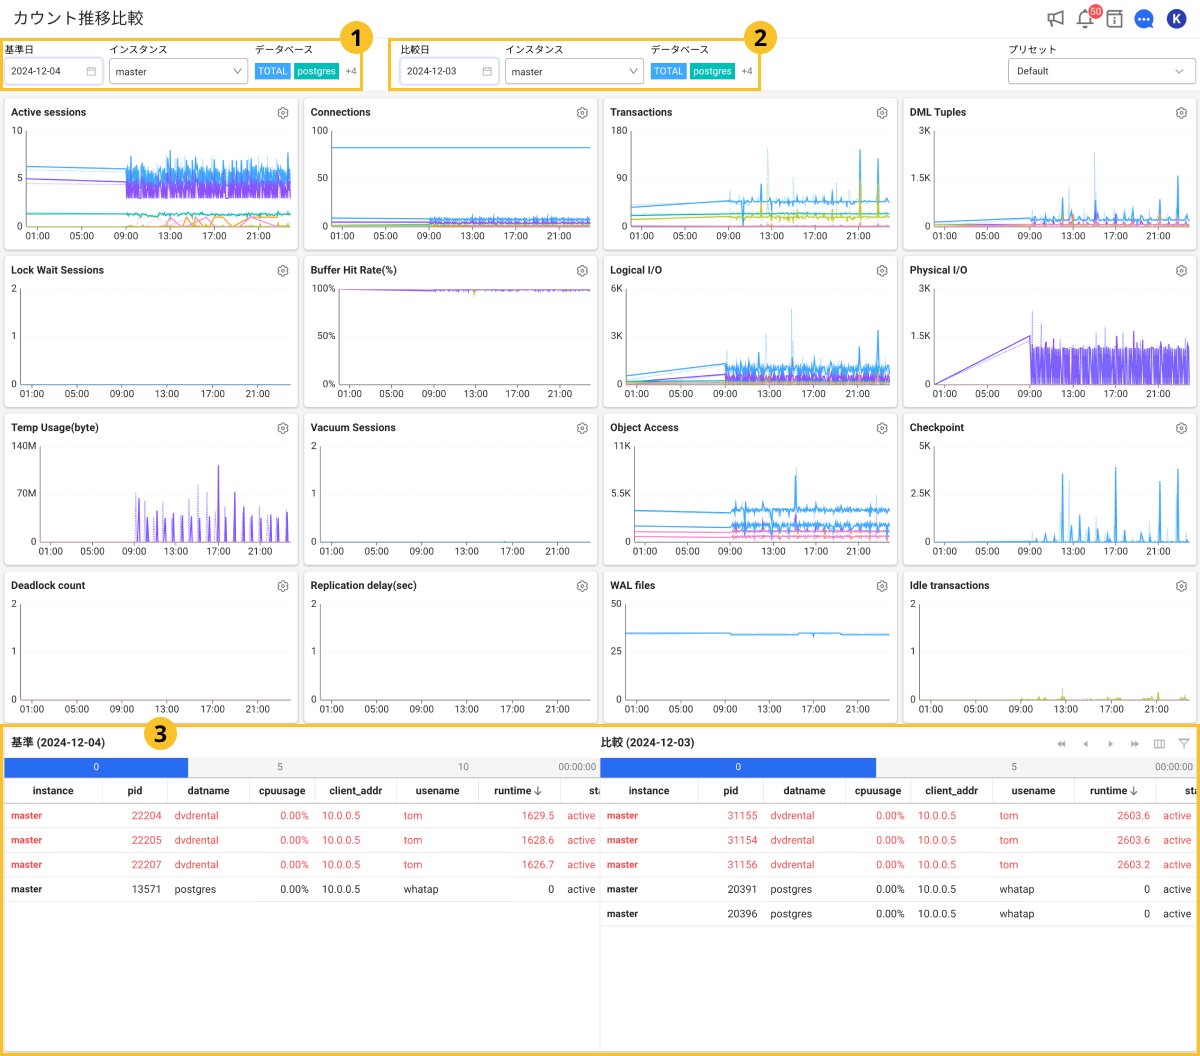 カウント推移比較
50
K
1
2
基準日 インスタンス データベース
2024-12-04 master TOTAL postgres +4
比較日 インスタンス データベース
2024-12-03 master TOTAL postgres +4
プリセット
Default
Active sessions
10
5
0
01:00 05:00 09:00 13:00 17:00 21:00
Connections
100
50
0
01:00 05:00 09:00 13:00 17:00 21:00
Transactions
180
90
0
01:00 05:00 09:00 13:00 17:00 21:00
DML Tuples
3K
1.5K
0
01:00 05:00 09:00 13:00 17:00 21:00
Lock Wait Sessions
2
1
0
01:00 05:00 09:00 13:00 17:00 21:00
Buffer Hit Rate(%)
100%
50%
0%
01:00 05:00 09:00 13:00 17:00 21:00
Logical I/O
6K
3K
0
01:00 05:00 09:00 13:00 17:00 21:00
Physical I/O
3K
1.5K
0
01:00 05:00 09:00 13:00 17:00 21:00
Temp Usage(byte)
140M
70M
0
01:00 05:00 09:00 13:00 17:00 21:00
Vacuum Sessions
2
1
0
01:00 05:00 09:00 13:00 17:00 21:00
Object Access
11K
5.5K
0
01:00 05:00 09:00 13:00 17:00 21:00
Checkpoint
5K
2.5K
0
01:00 05:00 09:00 13:00 17:00 21:00
Deadlock count
2
1
0
01:00 05:00 09:00 13:00 17:00 21:00
Replication delay(sec)
2
1
0
01:00 05:00 09:00 13:00 17:00 21:00
WAL files
50
25
0
01:00 05:00 09:00 13:00 17:00 21:00
Idle transactions
2
1
0
01:00 05:00 09:00 13:00 17:00 21:00
3
基準 (2024-12-04)
0 5 10 00:00:00
instance pid datname cpuusage client_addr usename runtime ↓ sta
master 22204 dvdrental 0.00% 10.0.0.5 tom 1629.5 active
master 22205 dvdrental 0.00% 10.0.0.5 tom 1628.6 active
master 22207 dvdrental 0.00% 10.0.0.5 tom 1626.7 active
master 13571 postgres 0.00% 10.0.0.5 whatap 0 active
比較 (2024-12-03)
0 5 00:00:00
instance pid datname cpuusage client_addr usename runtime ↓ sta
master 31155 dvdrental 0.00% 10.0.0.5 tom 2603.6 active
master 31154 dvdrental 0.00% 10.0.0.5 tom 2603.6 active
master 31156 dvdrental 0.00% 10.0.0.5 tom 2603.2 active
master 20391 postgres 0.00% 10.0.0.5 whatap 0 active
master 20396 postgres 0.00% 10.0.0.5 whatap 0 active